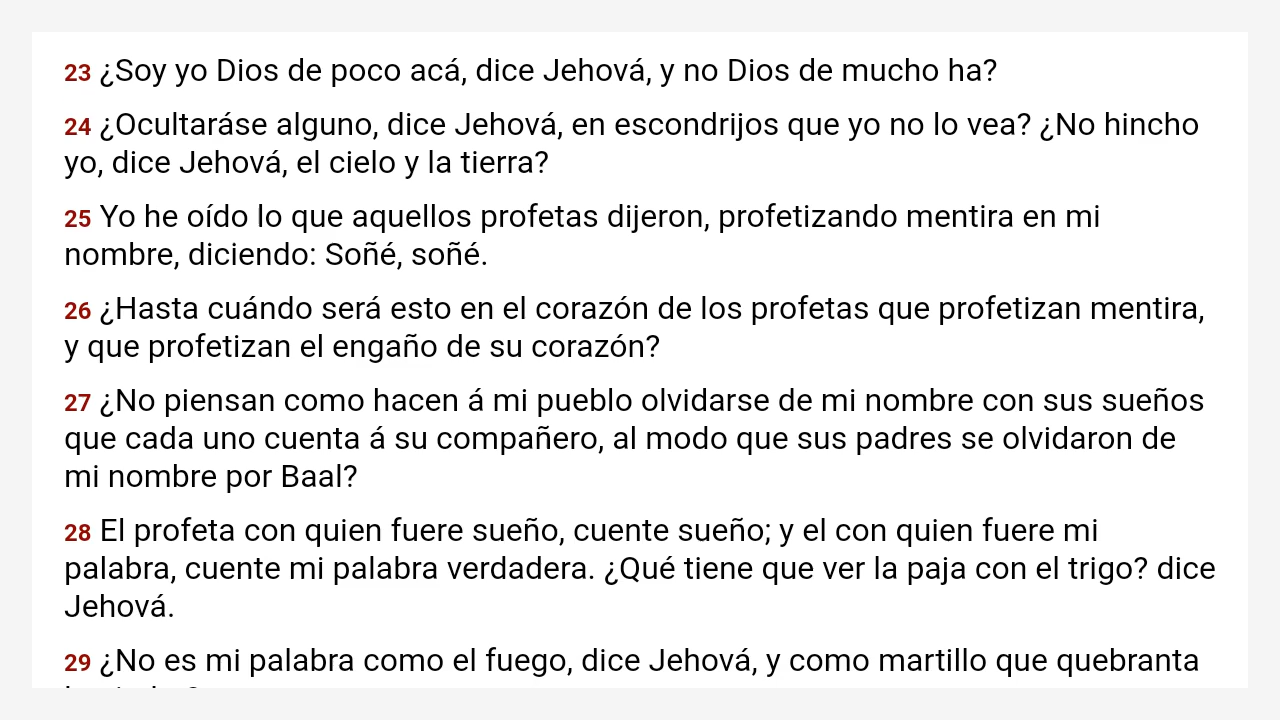 23 ¿Soy yo Dios de poco acá, dice Jehová, y no Dios de mucho ha?
24 ¿Ocultaráse alguno, dice Jehová, en escondrijos que yo no lo vea? ¿No hincho
yo, dice Jehová, el cielo y la tierra?
25 Yo he oído lo que aquellos profetas dijeron, profetizando mentira en mi
nombre, diciendo: Soñé, soñé.
26 ¿Hasta cuándo será esto en el corazón de los profetas que profetizan mentira,
y que profetizan el engaño de su corazón?
27 ¿No piensan como hacen á mi pueblo olvidarse de mi nombre con sus sueños
que cada uno cuenta á su compañero, al modo que sus padres se olvidaron de
mi nombre por Baal?
28 El profeta con quien fuere sueño, cuente sueño; y el con quien fuere mi
palabra, cuente mi palabra verdadera. ¿Qué tiene que ver la paja con el trigo? dice
Jehová.
29 ¿No es mi palabra como el fuego, dice Jehová, y como martillo que quebranta